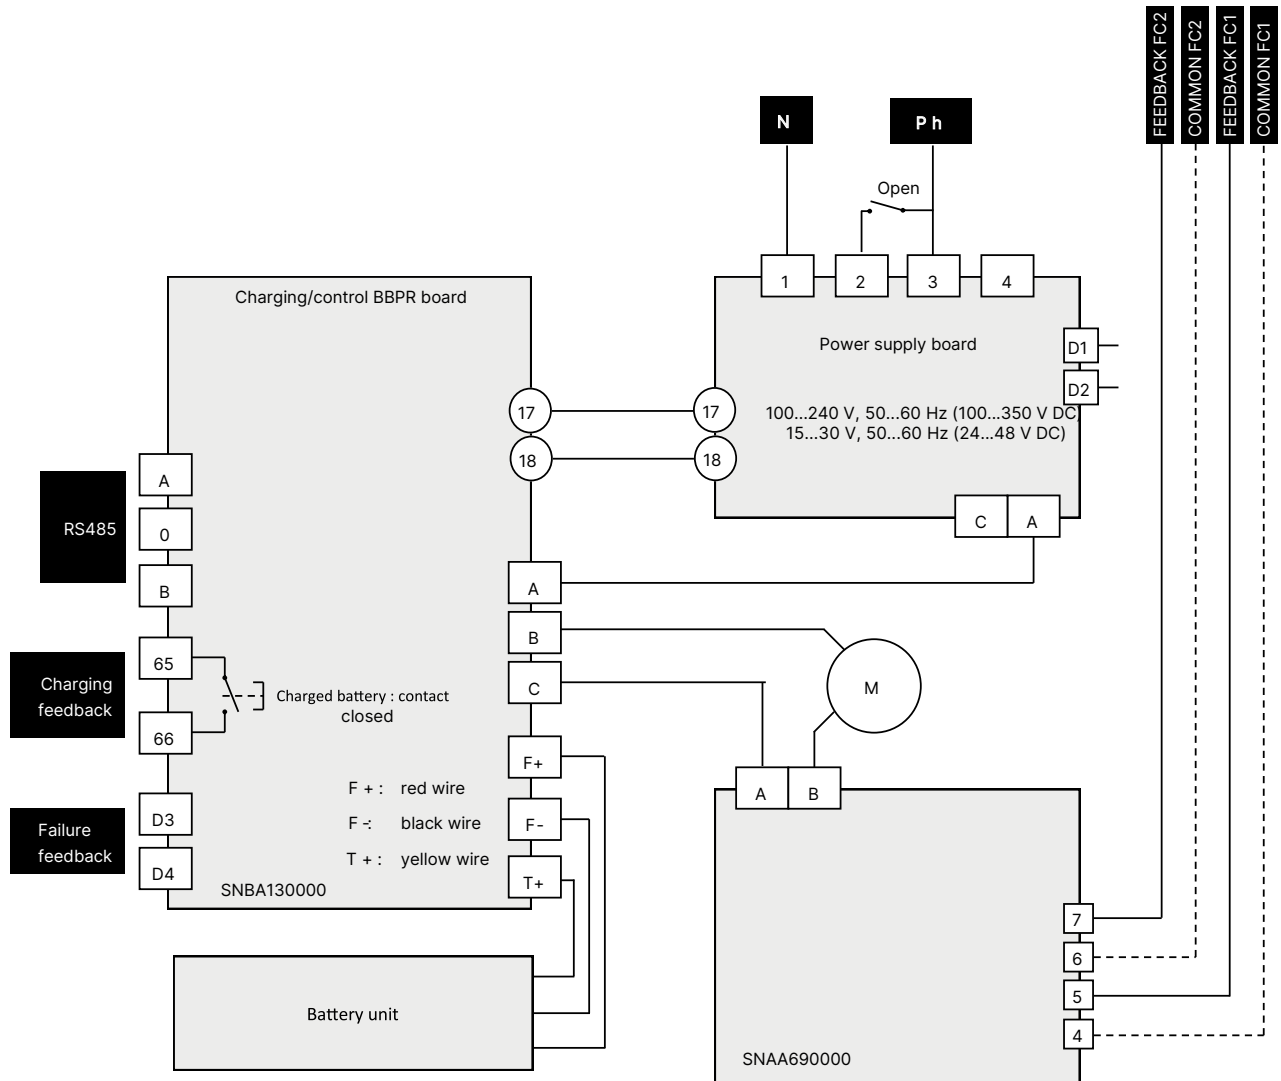 FEEDBACK FC2
COMMON FC2
FEEDBACK FC1
COMMON FC1
N
Ph
Open
1
2
3
4
Charging/control BBPR board
Power supply board
D1
D2
17
17
100...240 V, 50...60 Hz (100...350 V DC)
15...30 V, 50...60 Hz (24...48 V DC)
18
18
A
RS485
0
B
C
A
A
B
C
M
65
Charging
feedback
66
Charged battery : contact
closed
F+
F-
T+
F + : red wire
F -: black wire
T + : yellow wire
A
B
D3
Failure
feedback
D4
SNBA130000
7
6
5
4
Battery unit
SNAA690000